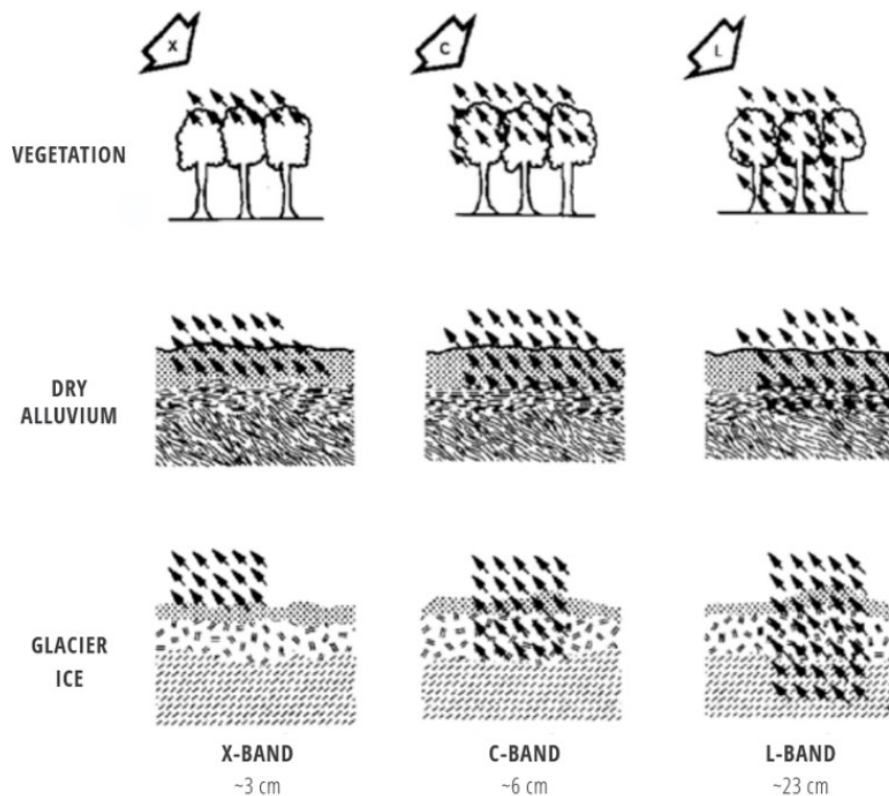 X
C
L
VEGETATION
DRY
ALLUVIUM
GLACIER
ICE
X-BAND
C-BAND
L-BAND
~3 cm
~6 cm
~23 cm